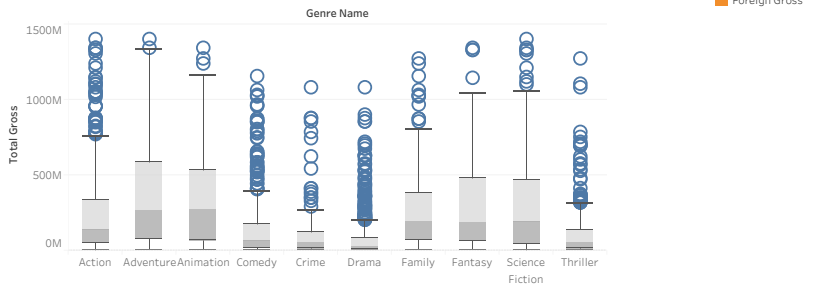 Foreign Gross
Genre Name
Total Gross
1500M
1000M
500M
0M
Action Adventure Animation Comedy Crime Drama Family Fantasy Science Fiction Thriller